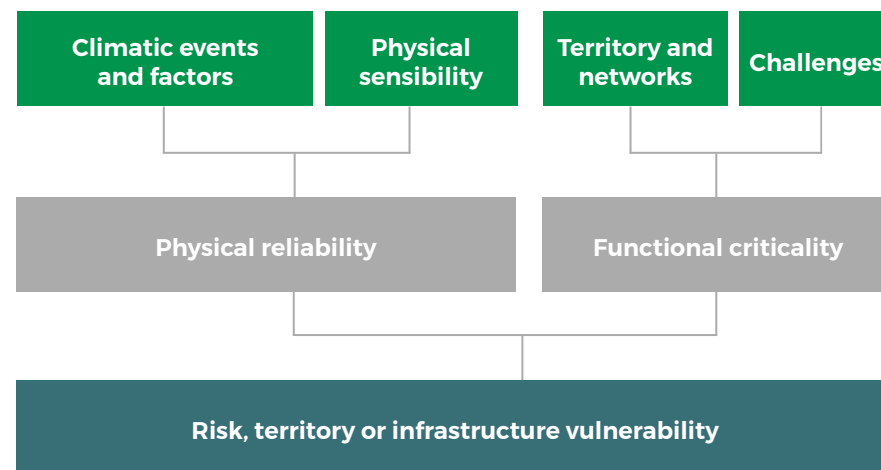 Climatic events
and factors
Physical
sensibility
Territory and
networks
Challenges
Physical reliability
Functional criticality
Risk, territory or infrastructure vulnerability